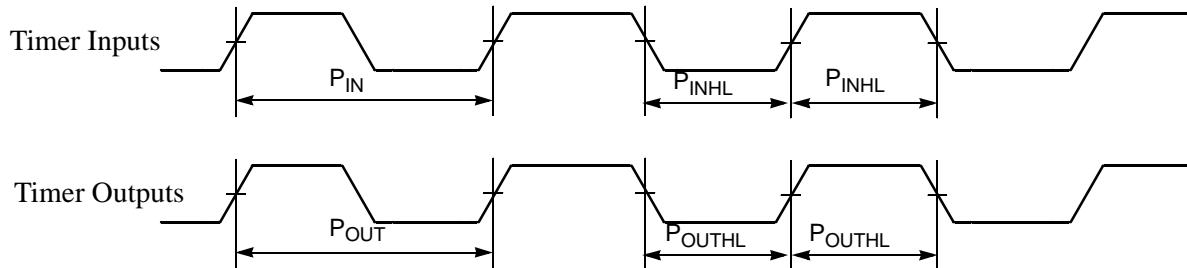 Timer Inputs
P_IN P_INHL P_INHL
Timer Outputs
P_OUT P_OUTHL P_OUTHL